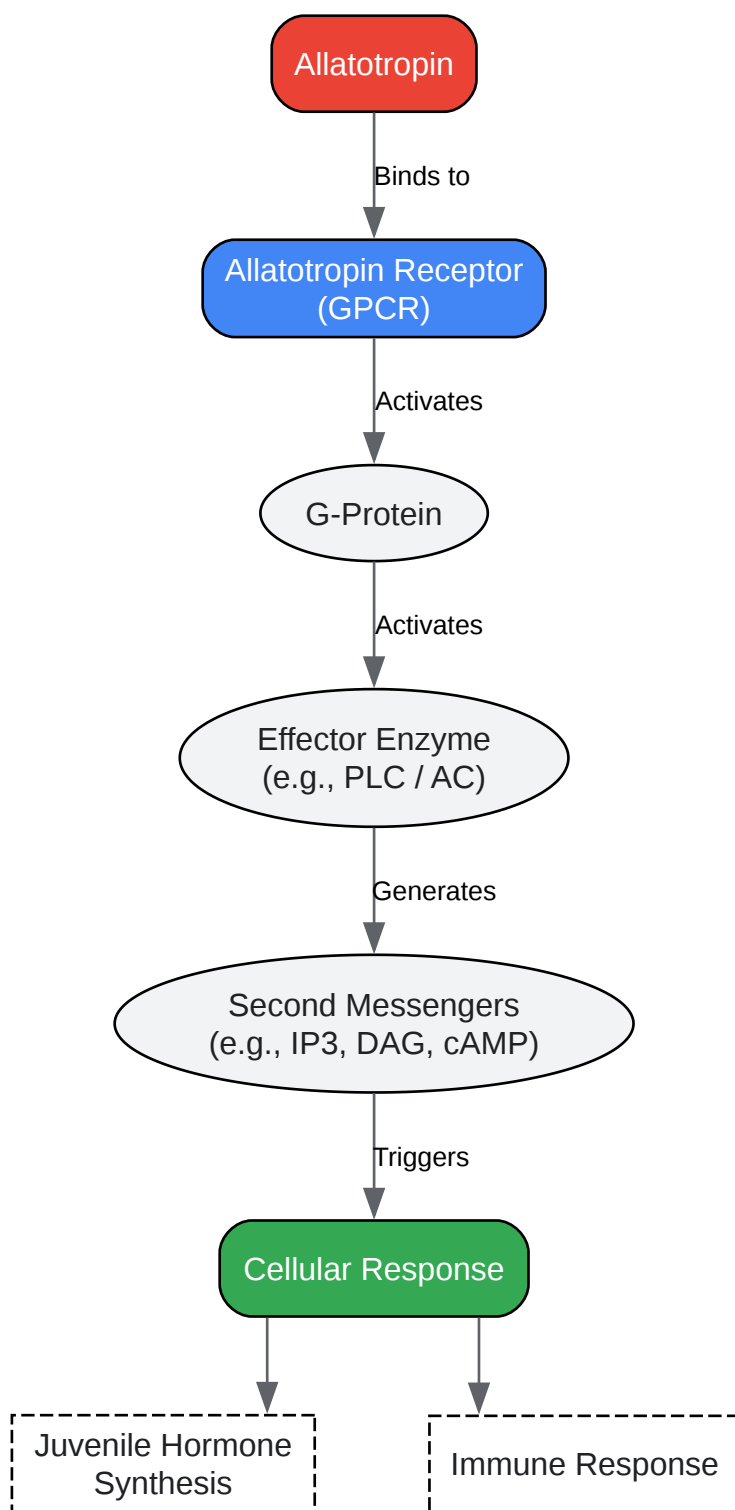 Allatotropin
Binds to
Allatotropin Receptor
(GPCR)
Activates
G-Protein
Activates
Effector Enzyme
(e.g., PLC / AC)
Generates
Second Messengers
(e.g., IP3, DAG, cAMP)
Triggers
Cellular Response
Juvenile Hormone
Synthesis
Immune Response